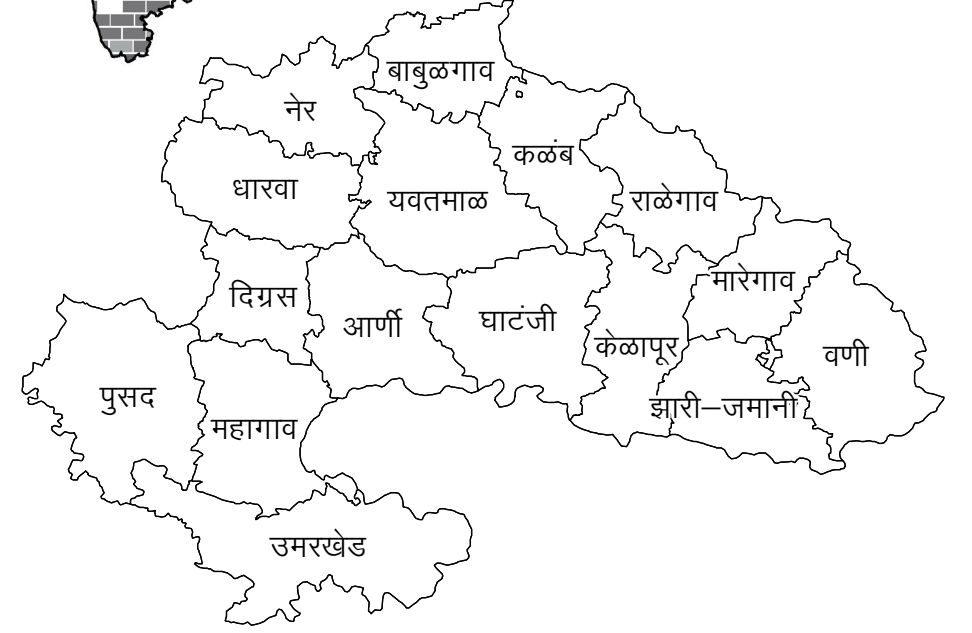 बाबुळगाव
नेर
कळंब
धारवा
यवतमाळ
राळेगाव
दिग्रस
मारेगाव
आर्णी
घाटंजी
केळापूर
वणी
पुसद
झारी–जमानी
महागाव
उमरखेड